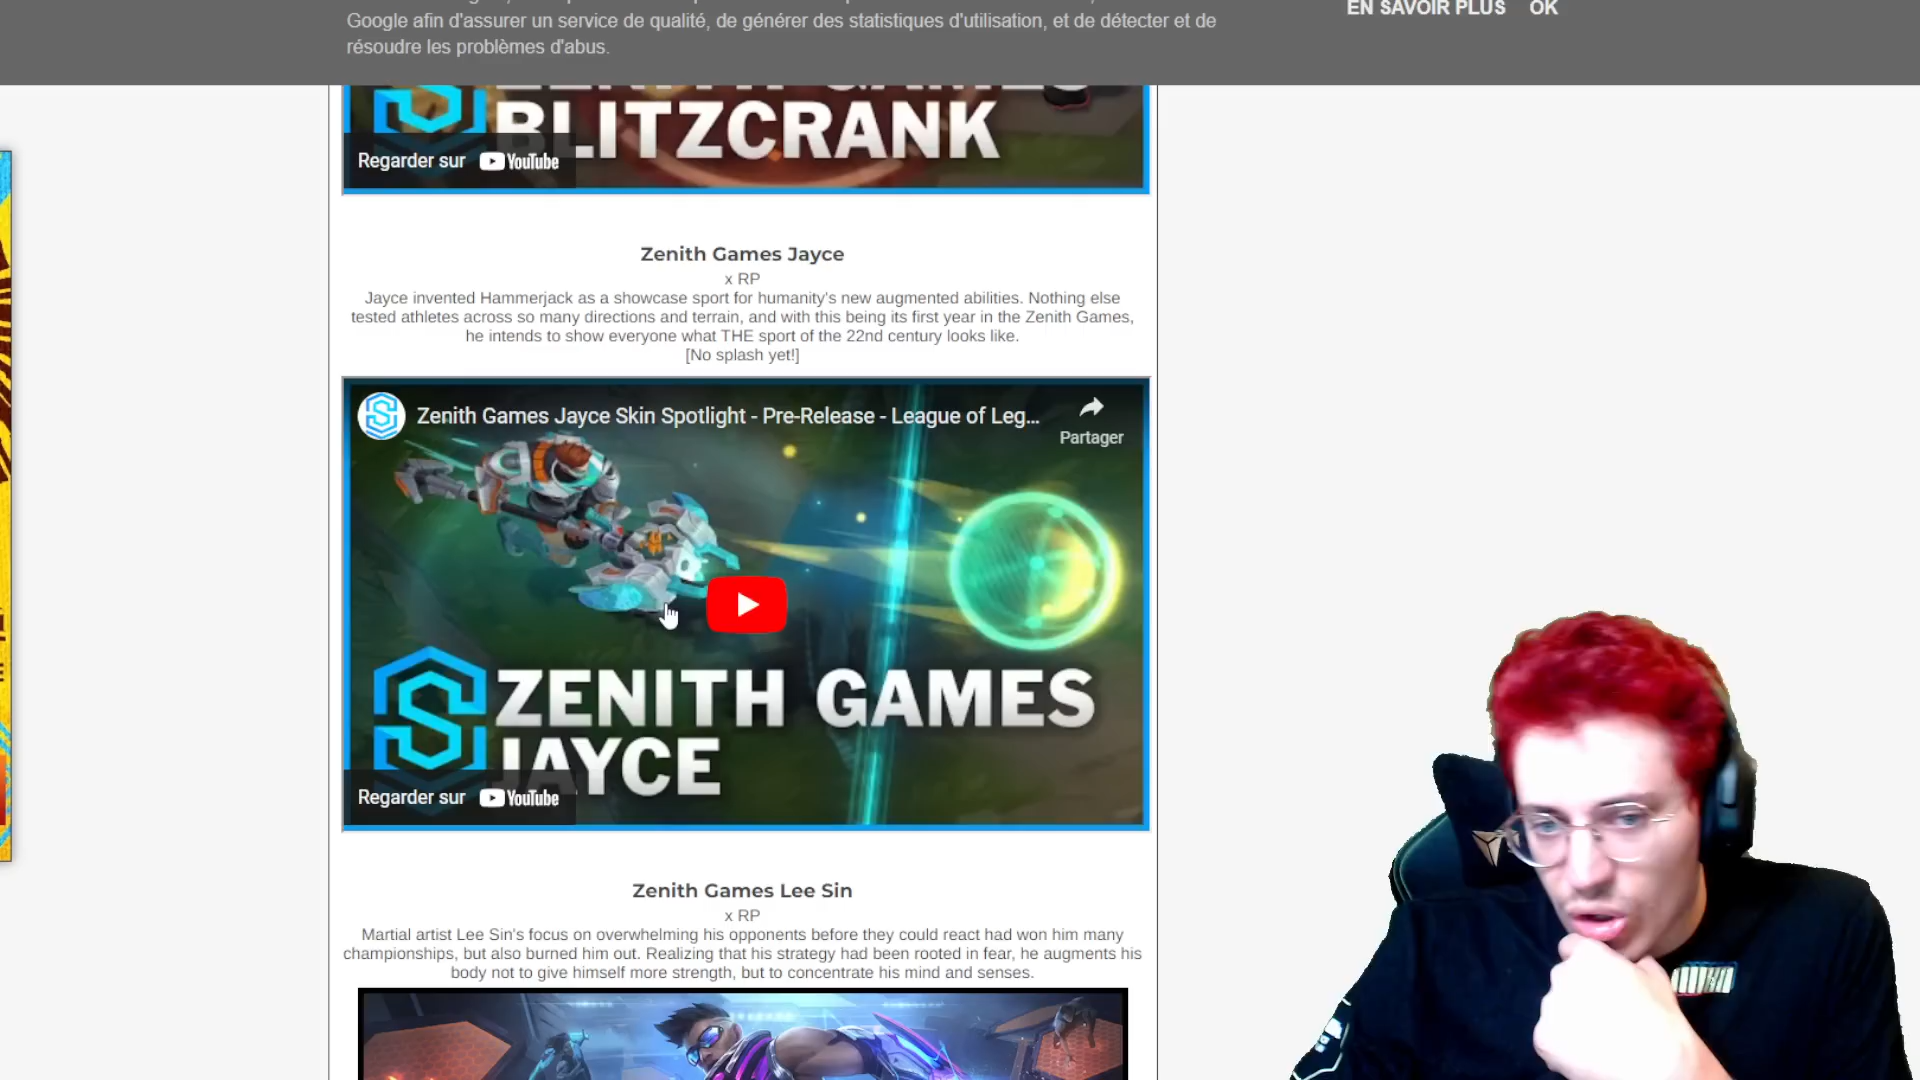 Google afin d'assurer un service de qualité, de générer des statistiques d'utilisation, et de détecter et de
résoudre les problèmes d'abus.
EN SAVOIR PLUS OK
ZENITH GAMES
BLITZCRANK
Regarder sur YouTube
Zenith Games Jayce
x RP
Jayce invented Hammerjack as a showcase sport for humanity's new augmented abilities. Nothing else
tested athletes across so many directions and terrain, and with this being its first year in the Zenith Games,
he intends to show everyone what THE sport of the 22nd century looks like.
[No splash yet!]
Zenith Games Jayce Skin Spotlight - Pre-Release - League of Leg...
Partager
ZENITH GAMES
JAYCE
Regarder sur YouTube
Zenith Games Lee Sin
x RP
Martial artist Lee Sin's focus on overwhelming his opponents before they could react had won him many
championships, but also burned him out. Realizing that his strategy had been rooted in fear, he augments his
body not to give himself more strength, but to concentrate his mind and senses.